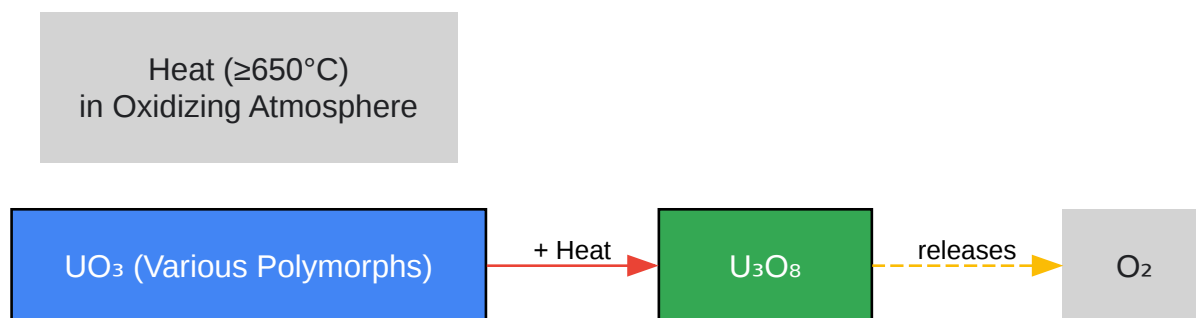 Heat (≥650°C)
in Oxidizing Atmosphere
UO₃ (Various Polymorphs)
+ Heat
U₃O₈
releases
O₂